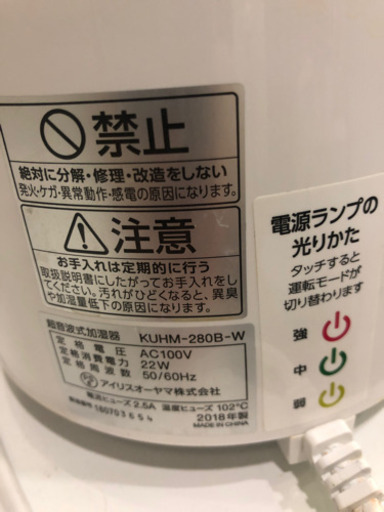 禁止
絶対に分解・修理・改造をしない
発火・ケガ・異常動作・感電の原因になります。
注意
お手入れは定期的に行う
取扱説明書にしたがってお手入れをし
てください。汚れがひどくなると、異臭
や加湿量低下の原因になります。
超音波式加湿器 KUHM-280B-W
定格電圧 AC100V
定格消費電力 22W
定格周波数 50/60Hz
アイリスオーヤマ株式会社
電流ヒューズ 2.5A 温度ヒューズ 102℃
製造番号 180703654 2018年製
MADE IN CHINA
電源ランプの
光りかた
タッチすると
運転モードが
切り替わります
強
中
弱